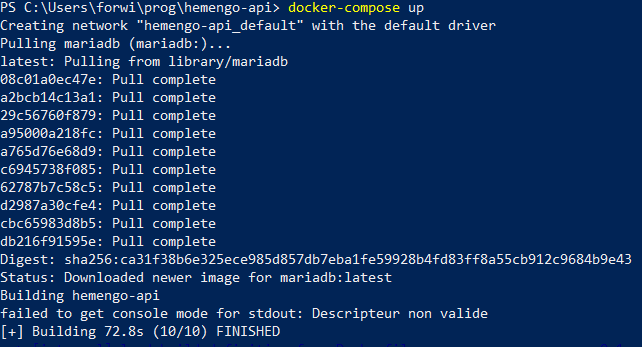 PS C:\Users\forwi\prog\hemengo-api> docker-compose up
Creating network "hemengo-api_default" with the default driver
Pulling mariadb (mariadb:)...
latest: Pulling from library/mariadb
08c01a0ec47e: Pull complete
a2bcb14c13a1: Pull complete
29c56760f879: Pull complete
a95000a218fc: Pull complete
a765d76e68d9: Pull complete
c6945738f085: Pull complete
62787b7c58c5: Pull complete
d2987a30cfe4: Pull complete
cbc65983d8b5: Pull complete
db216f91595e: Pull complete
Digest: sha256:ca31f38b6e325ece985d857db7eba1fe59928b4fd83ff8a55cb912c9684b9e43
Status: Downloaded newer image for mariadb:latest
Building hemengo-api
failed to get console mode for stdout: Descripteur non valide
[+] Building 72.8s (10/10) FINISHED